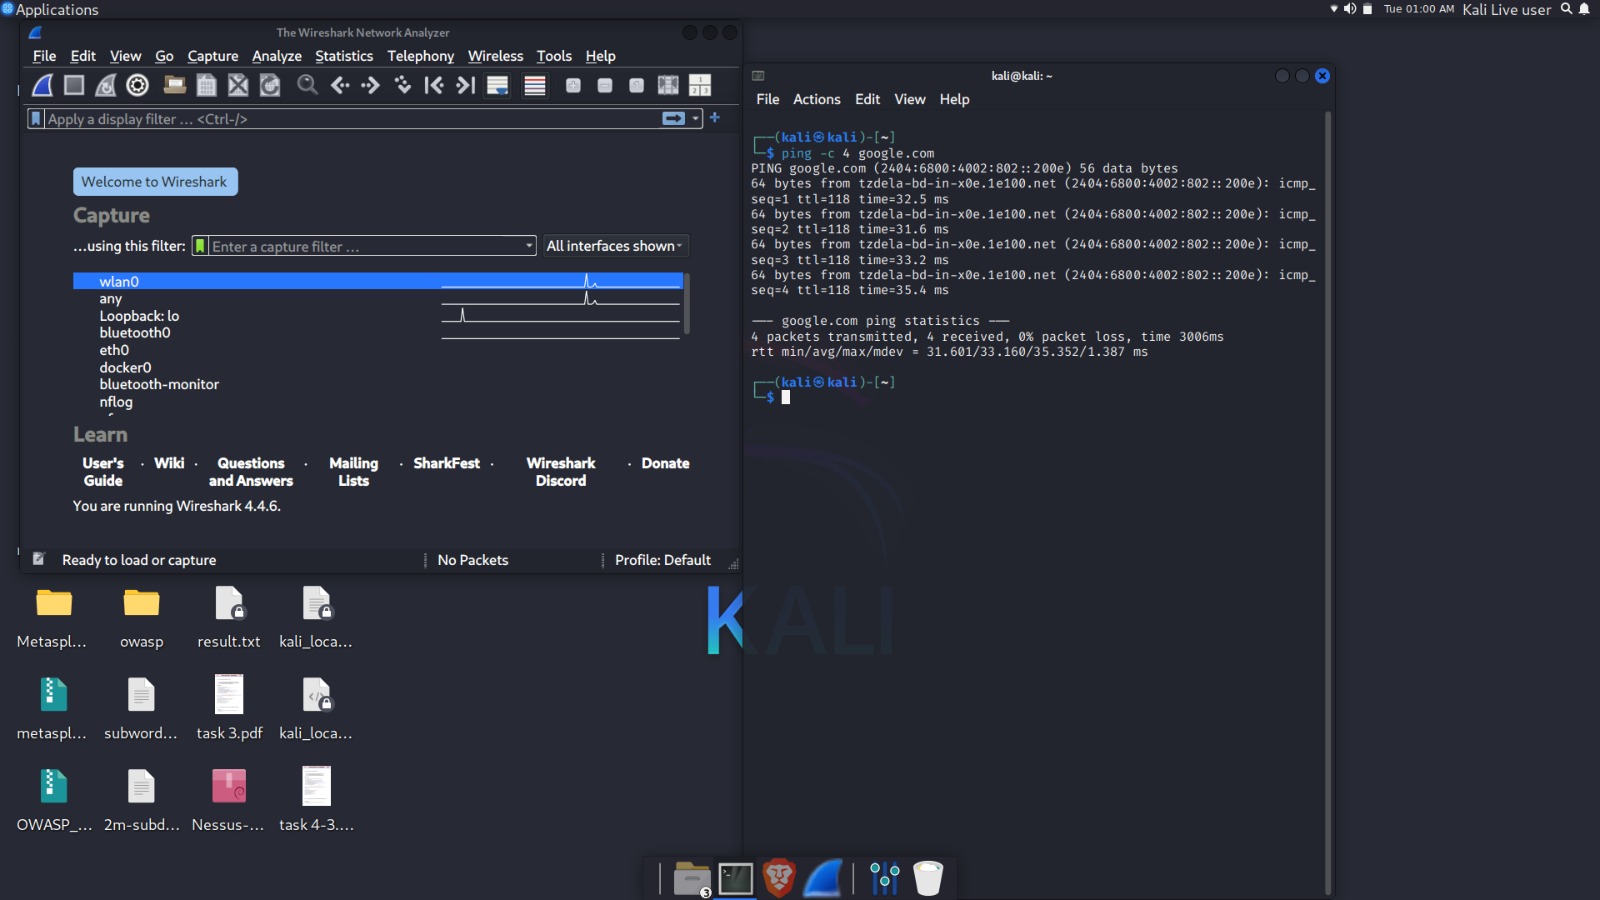 Applications
Tue 01:00 AM Kali Live user
The Wireshark Network Analyzer
File Edit View Go Capture Analyze Statistics Telephony Wireless Tools Help
Apply a display filter ... <Ctrl-/>
Welcome to Wireshark
Capture
...using this filter: Enter a capture filter ... All interfaces shown
wlan0
any
Loopback: lo
bluetooth0
eth0
docker0
bluetooth-monitor
nflog
Learn
User's Guide · Wiki · Questions and Answers · Mailing Lists · SharkFest · Wireshark Discord · Donate
You are running Wireshark 4.4.6.
Ready to load or capture No Packets Profile: Default
kali@kali: ~
File Actions Edit View Help
┌──(kali㉿kali)-[~]
└─$ ping -c 4 google.com
PING google.com (2404:6800:4002:802::200e) 56 data bytes
64 bytes from tzdela-bd-in-x0e.1e100.net (2404:6800:4002:802::200e): icmp_
seq=1 ttl=118 time=32.5 ms
64 bytes from tzdela-bd-in-x0e.1e100.net (2404:6800:4002:802::200e): icmp_
seq=2 ttl=118 time=31.6 ms
64 bytes from tzdela-bd-in-x0e.1e100.net (2404:6800:4002:802::200e): icmp_
seq=3 ttl=118 time=33.2 ms
64 bytes from tzdela-bd-in-x0e.1e100.net (2404:6800:4002:802::200e): icmp_
seq=4 ttl=118 time=35.4 ms
--- google.com ping statistics ---
4 packets transmitted, 4 received, 0% packet loss, time 3006ms
rtt min/avg/max/mdev = 31.601/33.160/35.352/1.387 ms
┌──(kali㉿kali)-[~]
└─$
KALI
Metaspl... owasp result.txt kali_loca...
metaspl... subword... task 3.pdf kali_loca...
OWASP_... 2m-subd... Nessus-... task 4-3....
3